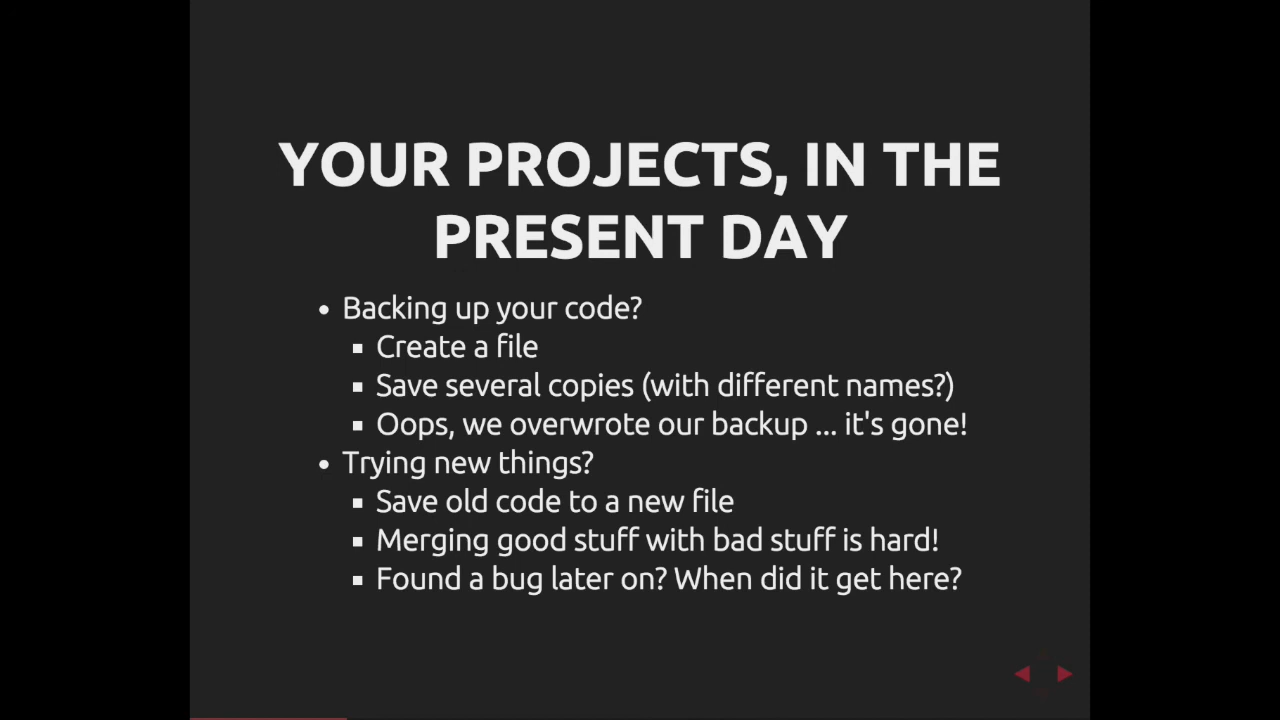 YOUR PROJECTS, IN THE
PRESENT DAY
• Backing up your code?
▪ Create a file
▪ Save several copies (with different names?)
▪ Oops, we overwrote our backup ... it's gone!
• Trying new things?
▪ Save old code to a new file
▪ Merging good stuff with bad stuff is hard!
▪ Found a bug later on? When did it get here?